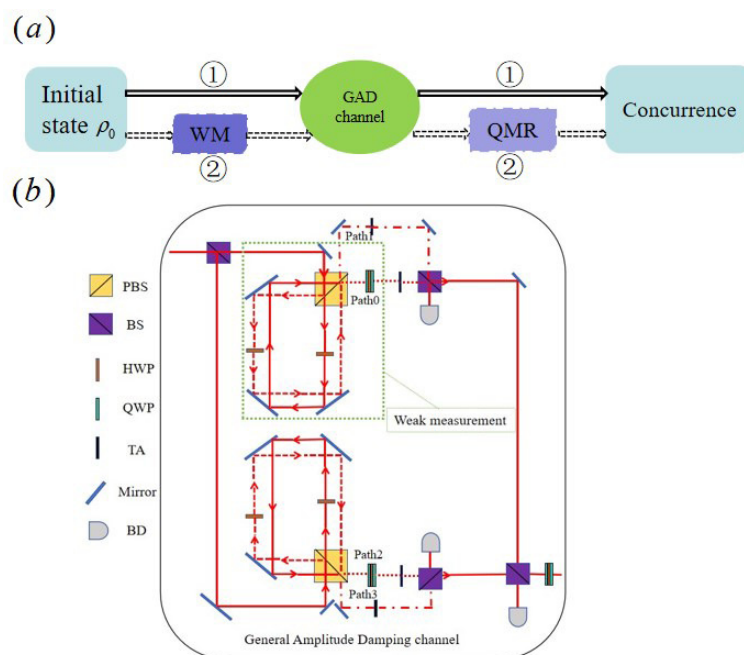 (a)
Initial
state ρ₀
①
WM
②
GAD
channel
①
QMR
②
Concurrence
(b)
PBS
BS
HWP
QWP
TA
Mirror
BD
Path1
Path0
Weak measurement
Path2
Path3
General Amplitude Damping channel